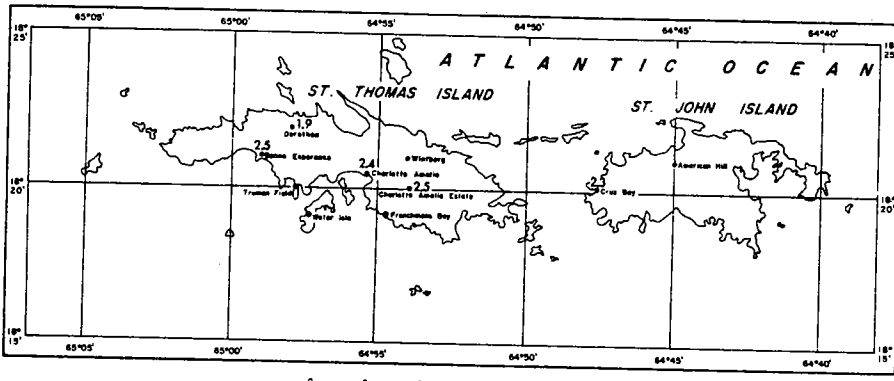 65°05' 65°00' 64°55' 64°50' 64°45' 64°40'
18°
25'
18°
25'
ATLANTIC OCEAN
ST. THOMAS ISLAND
ST. JOHN ISLAND
1.9
Dorothea
2.5
Bonne Esperance
Wintberg
2.4
Charlotte Amalie
American Hill
18°
20'
18°
20'
2.5
Truman Field
Charlotte Amalie Estate
Cruz Bay
Water Isle
Frenchmans Bay
18°
15'
18°
15'
65°05' 65°00' 64°55' 64°50' 64°45' 64°40'